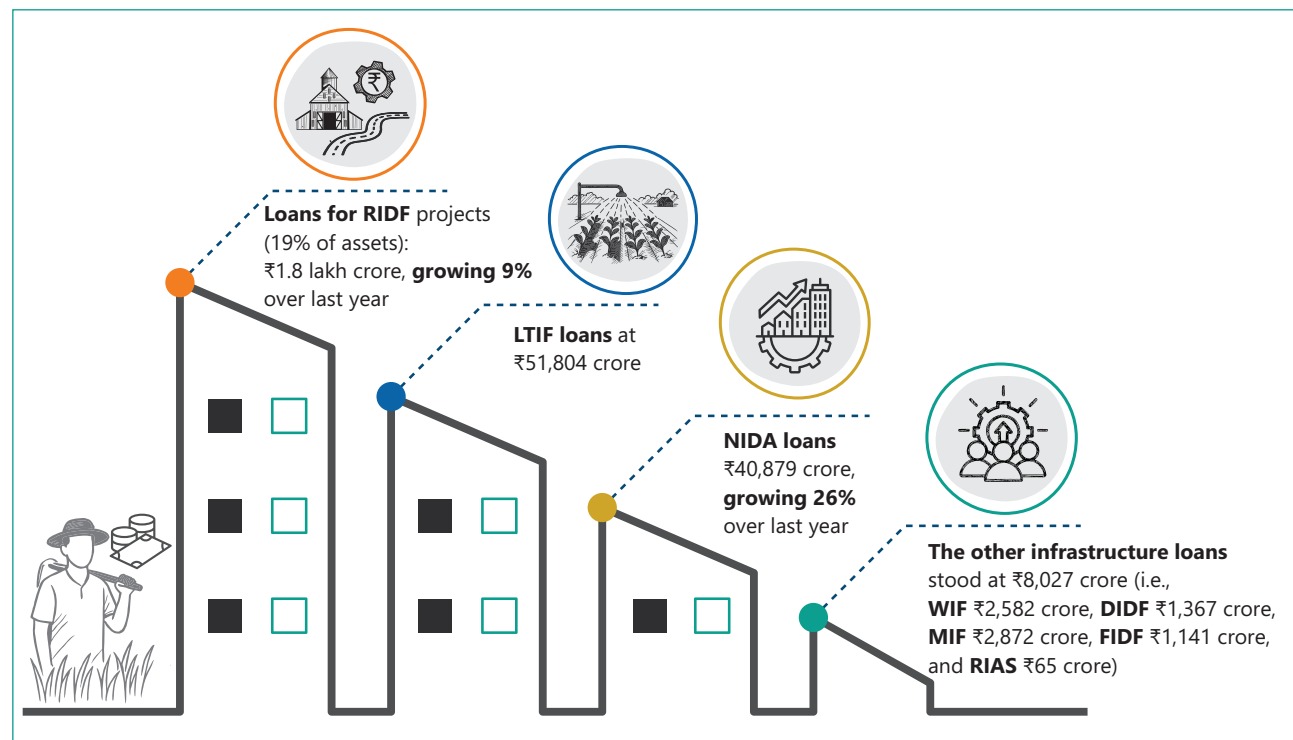 ₹
Loans for RIDF projects
(19% of assets):
₹1.8 lakh crore, growing 9%
over last year
LTIF loans at
₹51,804 crore
NIDA loans
₹40,879 crore,
growing 26%
over last year
The other infrastructure loans
stood at ₹8,027 crore (i.e.,
WIF ₹2,582 crore, DIDF ₹1,367 crore,
MIF ₹2,872 crore, FIDF ₹1,141 crore,
and RIAS ₹65 crore)